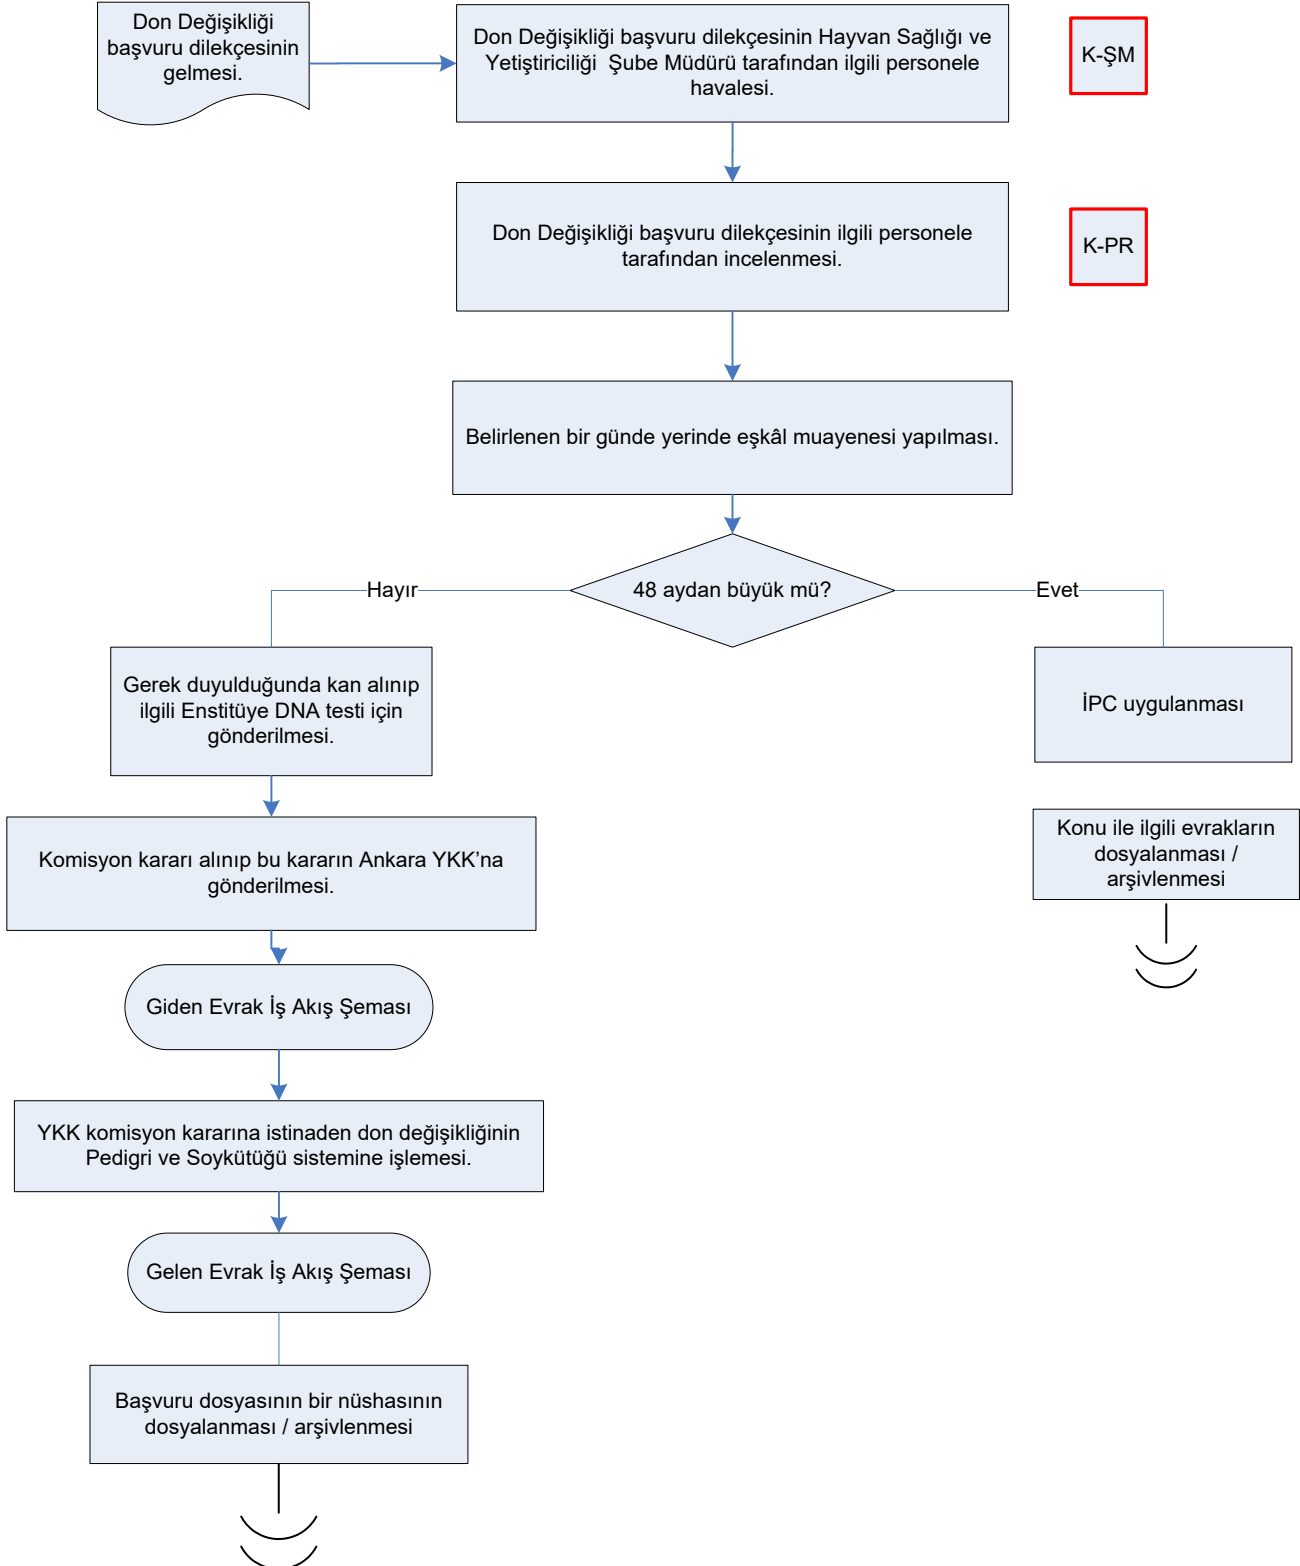 Don Değişikliği
başvuru dilekçesinin
gelmesi.
Don Değişikliği başvuru dilekçesinin Hayvan Sağlığı ve
Yetiştiriciliği Şube Müdürü tarafından ilgili personele
havalesi.
K-ŞM
Don Değişikliği başvuru dilekçesinin ilgili personele
tarafından incelenmesi.
K-PR
Belirlenen bir günde yerinde eşkâl muayenesi yapılması.
Hayır
48 aydan büyük mü?
Evet
Gerek duyulduğunda kan alınıp
ilgili Enstitüye DNA testi için
gönderilmesi.
İPC uygulanması
Komisyon kararı alınıp bu kararın Ankara YKK’na
gönderilmesi.
Konu ile ilgili evrakların
dosyalanması /
arşivlenmesi
Giden Evrak İş Akış Şeması
YKK komisyon kararına istinaden don değişikliğinin
Pedigri ve Soykütüğü sistemine işlemesi.
Gelen Evrak İş Akış Şeması
Başvuru dosyasının bir nüshasının
dosyalanması / arşivlenmesi